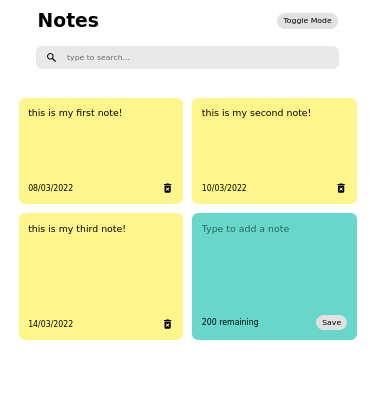 Notes
Toggle Mode
type to search...
this is my first note!
08/03/2022
this is my second note!
10/03/2022
this is my third note!
14/03/2022
Type to add a note
200 remaining
Save